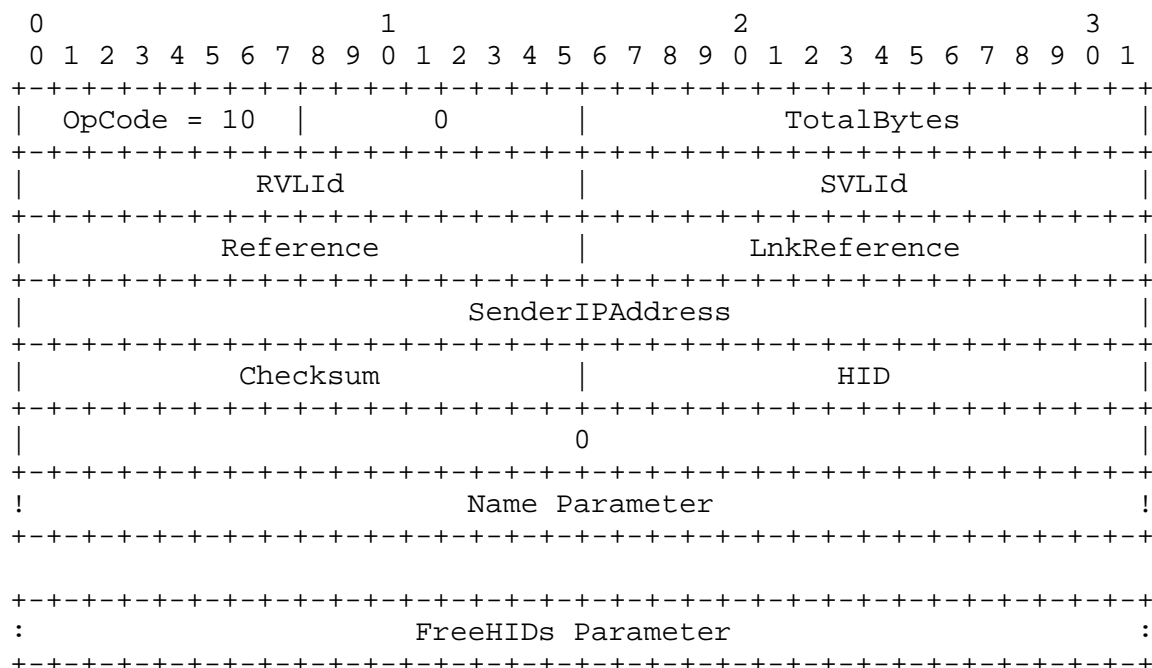 0                   1                   2                   3
 0 1 2 3 4 5 6 7 8 9 0 1 2 3 4 5 6 7 8 9 0 1 2 3 4 5 6 7 8 9 0 1
+-+-+-+-+-+-+-+-+-+-+-+-+-+-+-+-+-+-+-+-+-+-+-+-+-+-+-+-+-+-+-+-+
|  OpCode = 10  |       0       |           TotalBytes          |
+-+-+-+-+-+-+-+-+-+-+-+-+-+-+-+-+-+-+-+-+-+-+-+-+-+-+-+-+-+-+-+-+
|             RVLId             |             SVLId             |
+-+-+-+-+-+-+-+-+-+-+-+-+-+-+-+-+-+-+-+-+-+-+-+-+-+-+-+-+-+-+-+-+
|           Reference           |         LnkReference          |
+-+-+-+-+-+-+-+-+-+-+-+-+-+-+-+-+-+-+-+-+-+-+-+-+-+-+-+-+-+-+-+-+
|                         SenderIPAddress                       |
+-+-+-+-+-+-+-+-+-+-+-+-+-+-+-+-+-+-+-+-+-+-+-+-+-+-+-+-+-+-+-+-+
|            Checksum           |              HID              |
+-+-+-+-+-+-+-+-+-+-+-+-+-+-+-+-+-+-+-+-+-+-+-+-+-+-+-+-+-+-+-+-+
|                               0                               |
+-+-+-+-+-+-+-+-+-+-+-+-+-+-+-+-+-+-+-+-+-+-+-+-+-+-+-+-+-+-+-+-+
!                         Name Parameter                        !
+-+-+-+-+-+-+-+-+-+-+-+-+-+-+-+-+-+-+-+-+-+-+-+-+-+-+-+-+-+-+-+-+

+-+-+-+-+-+-+-+-+-+-+-+-+-+-+-+-+-+-+-+-+-+-+-+-+-+-+-+-+-+-+-+-+
:                      FreeHIDs Parameter                       :
+-+-+-+-+-+-+-+-+-+-+-+-+-+-+-+-+-+-+-+-+-+-+-+-+-+-+-+-+-+-+-+-+